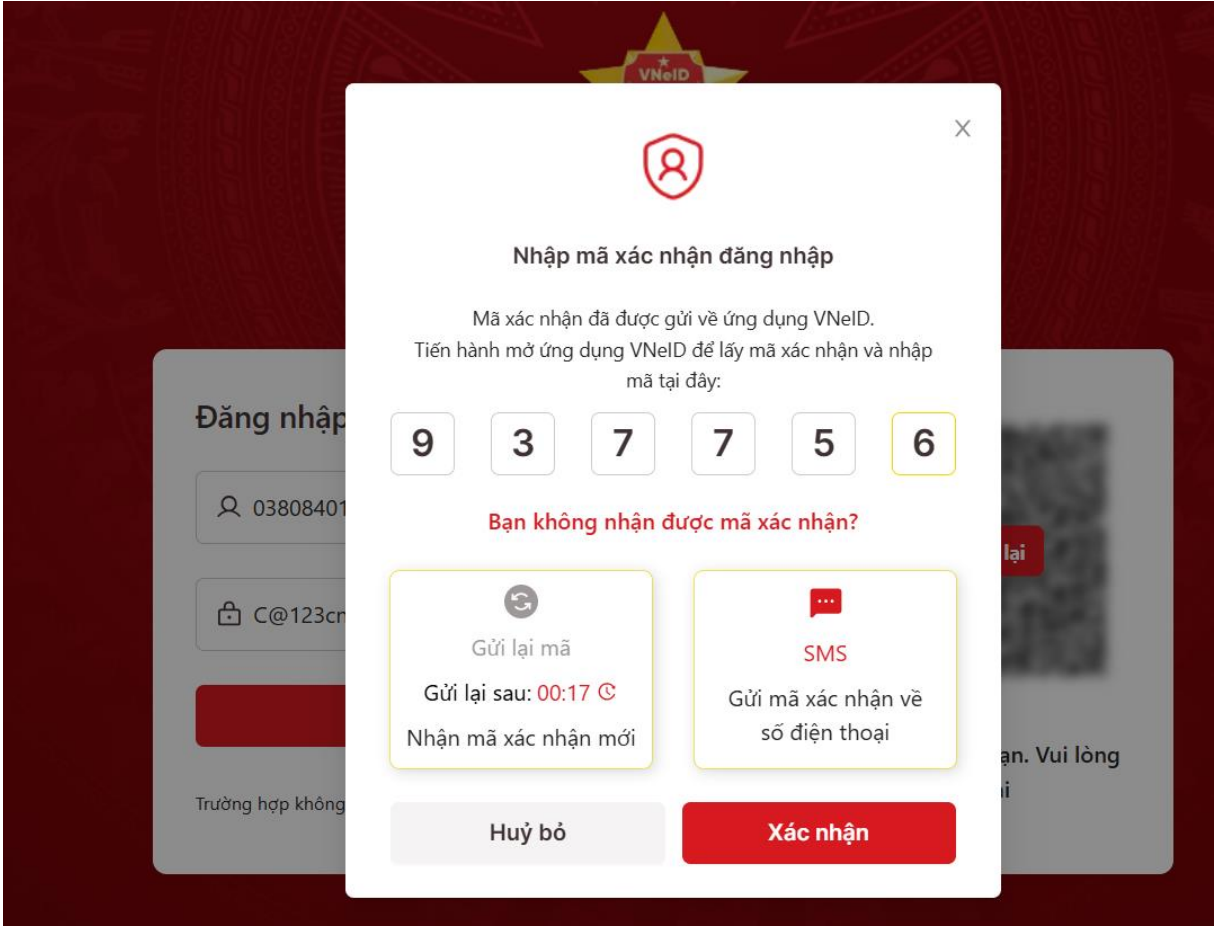 VNeID
Nhập mã xác nhận đăng nhập
Mã xác nhận đã được gửi về ứng dụng VNeID.
Tiến hành mở ứng dụng VNeID để lấy mã xác nhận và nhập
mã tại đây:
9 3 7 7 5 6
Bạn không nhận được mã xác nhận?
Gửi lại mã
Gửi lại sau: 00:17
Nhận mã xác nhận mới
SMS
Gửi mã xác nhận về
số điện thoại
Huỷ bỏ
Xác nhận
Đăng nhập
03808401
C@123cn
Trường hợp không
lại
ạn. Vui lòng